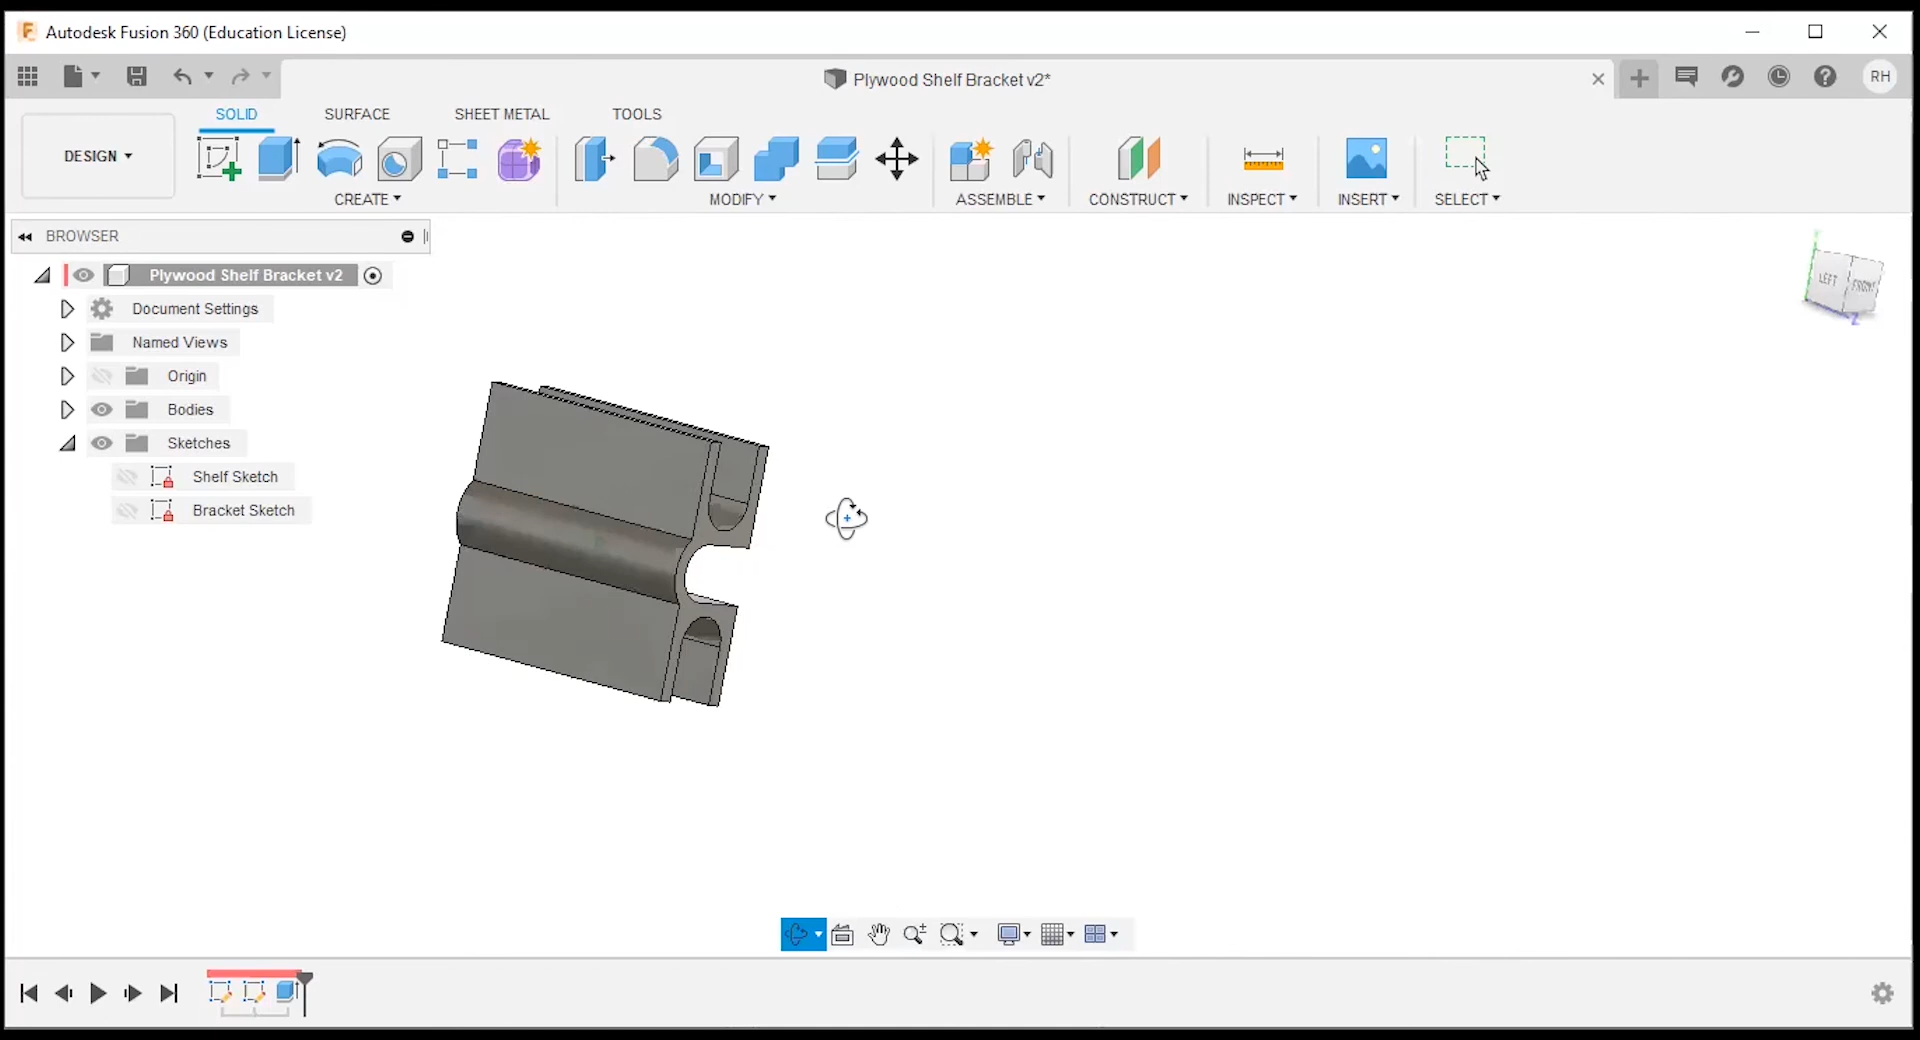 Autodesk Fusion 360 (Education License)
Plywood Shelf Bracket v2*
RH
SOLID
SURFACE
SHEET METAL
TOOLS
DESIGN
CREATE
MODIFY
ASSEMBLE
CONSTRUCT
INSPECT
INSERT
SELECT
BROWSER
Plywood Shelf Bracket v2
Document Settings
Named Views
Origin
Bodies
Sketches
Shelf Sketch
Bracket Sketch
LEFT
FRONT
Z